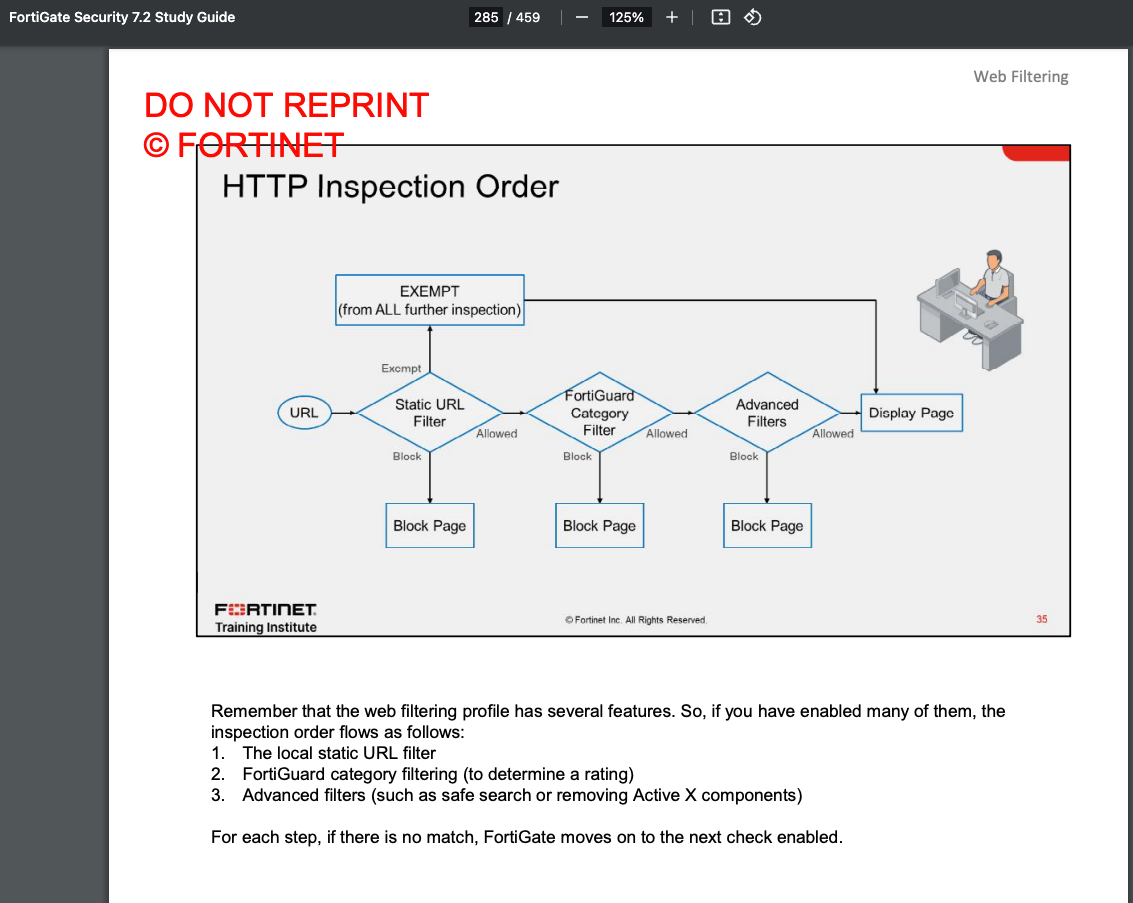 FortiGate Security 7.2 Study Guide
285 / 459
125%
Web Filtering
DO NOT REPRINT
© FORTINET
HTTP Inspection Order
EXEMPT
(from ALL further inspection)
Exempt
URL
Static URL
Filter
Allowed
Block
FortiGuard
Category
Filter
Allowed
Block
Advanced
Filters
Allowed
Block
Display Page
Block Page
Block Page
Block Page
FORTINET
Training Institute
© Fortinet Inc. All Rights Reserved.
35
Remember that the web filtering profile has several features. So, if you have enabled many of them, the
inspection order flows as follows:
1. The local static URL filter
2. FortiGuard category filtering (to determine a rating)
3. Advanced filters (such as safe search or removing Active X components)
For each step, if there is no match, FortiGate moves on to the next check enabled.